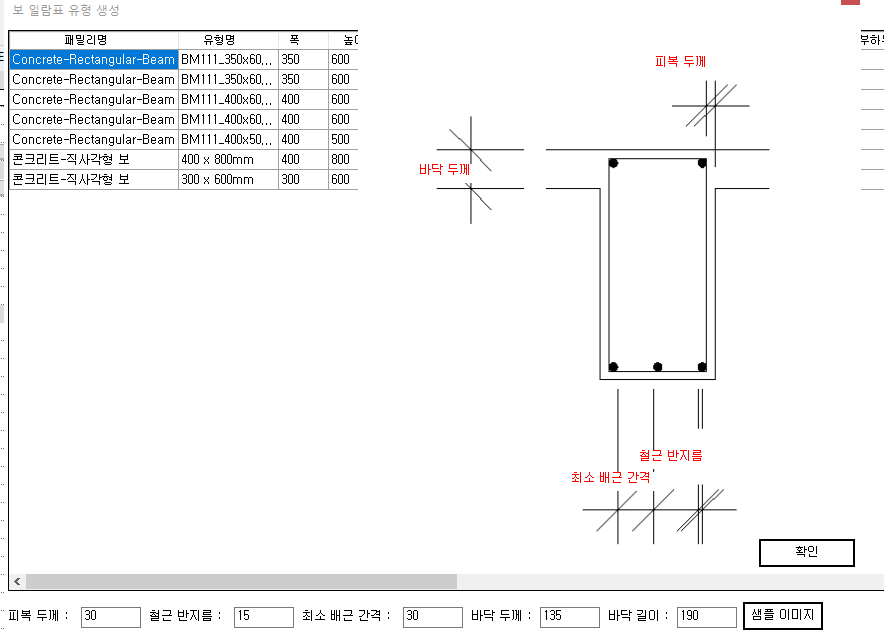 보 일람표 유형 생성
패밀리명 유형명 폭 높이 부하
Concrete-Rectangular-Beam BM111_350x60... 350 600
Concrete-Rectangular-Beam BM111_350x60... 350 600
Concrete-Rectangular-Beam BM111_400x60... 400 600
Concrete-Rectangular-Beam BM111_400x60... 400 600
Concrete-Rectangular-Beam BM111_400x50... 400 500
콘크리트-직사각형 보 400 x 800mm 400 800
콘크리트-직사각형 보 300 x 600mm 300 600
피복 두께
바닥 두께
철근 반지름
최소 배근 간격
확인
피복 두께 : 30 철근 반지름 : 15 최소 배근 간격 : 30 바닥 두께 : 135 바닥 길이 : 190 샘플 이미지